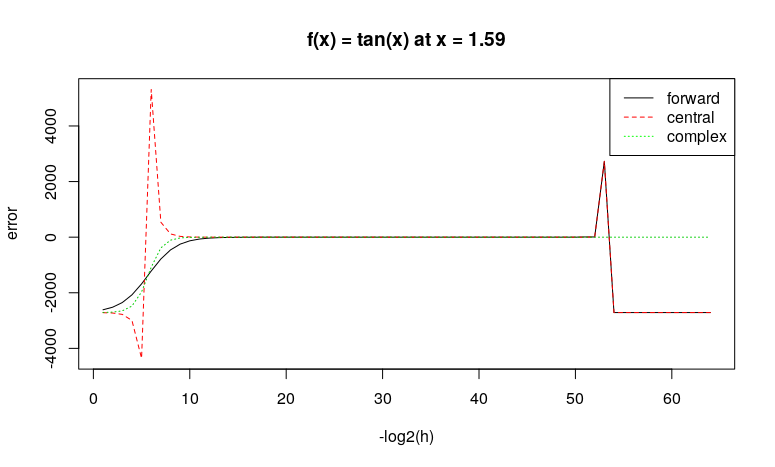 f(x) = tan(x) at x = 1.59
forward
central
complex
error
4000
2000
0
-2000
-4000
0 10 20 30 40 50 60
-log2(h)